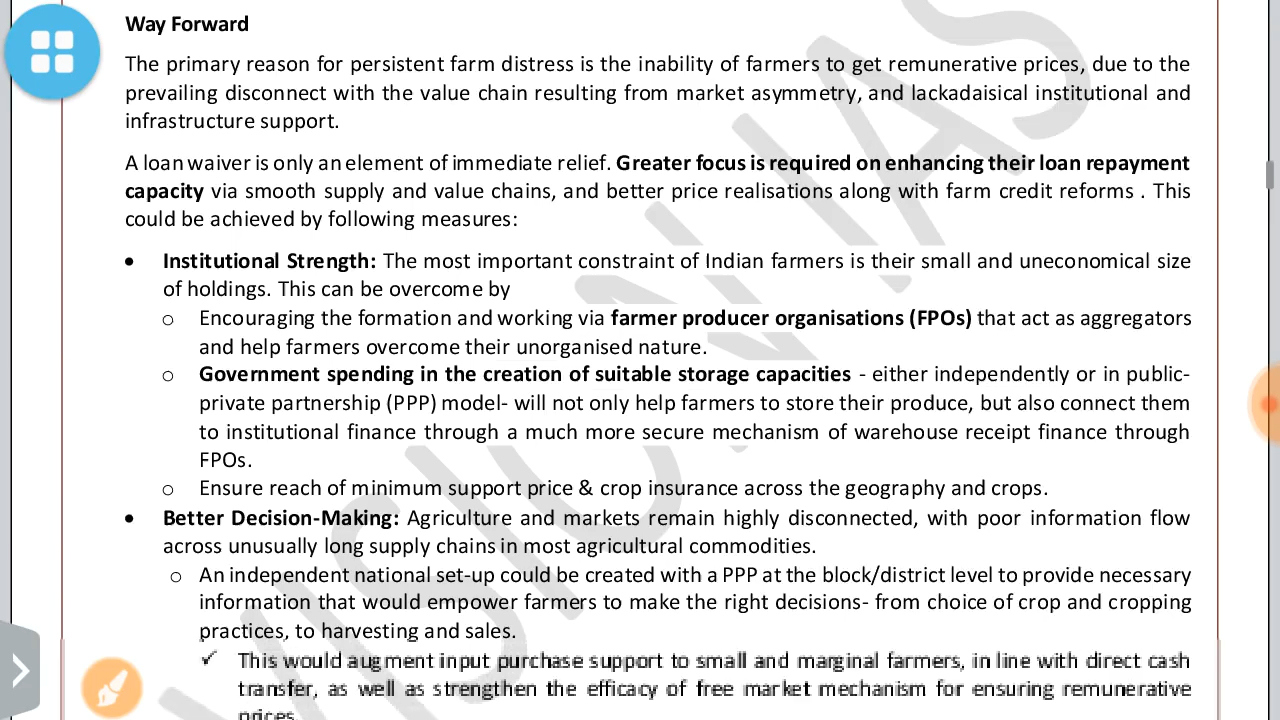 Way Forward
The primary reason for persistent farm distress is the inability of farmers to get remunerative prices, due to the
prevailing disconnect with the value chain resulting from market asymmetry, and lackadaisical institutional and
infrastructure support.
A loan waiver is only an element of immediate relief. Greater focus is required on enhancing their loan repayment
capacity via smooth supply and value chains, and better price realisations along with farm credit reforms . This
could be achieved by following measures:
• Institutional Strength: The most important constraint of Indian farmers is their small and uneconomical size
of holdings. This can be overcome by
o Encouraging the formation and working via farmer producer organisations (FPOs) that act as aggregators
and help farmers overcome their unorganised nature.
o Government spending in the creation of suitable storage capacities - either independently or in public-
private partnership (PPP) model- will not only help farmers to store their produce, but also connect them
to institutional finance through a much more secure mechanism of warehouse receipt finance through
FPOs.
o Ensure reach of minimum support price & crop insurance across the geography and crops.
• Better Decision-Making: Agriculture and markets remain highly disconnected, with poor information flow
across unusually long supply chains in most agricultural commodities.
o An independent national set-up could be created with a PPP at the block/district level to provide necessary
information that would empower farmers to make the right decisions- from choice of crop and cropping
practices, to harvesting and sales.
✓ This would augment input purchase support to small and marginal farmers, in line with direct cash
transfer, as well as strengthen the efficacy of free market mechanism for ensuring remunerative
prices.
VISION IAS